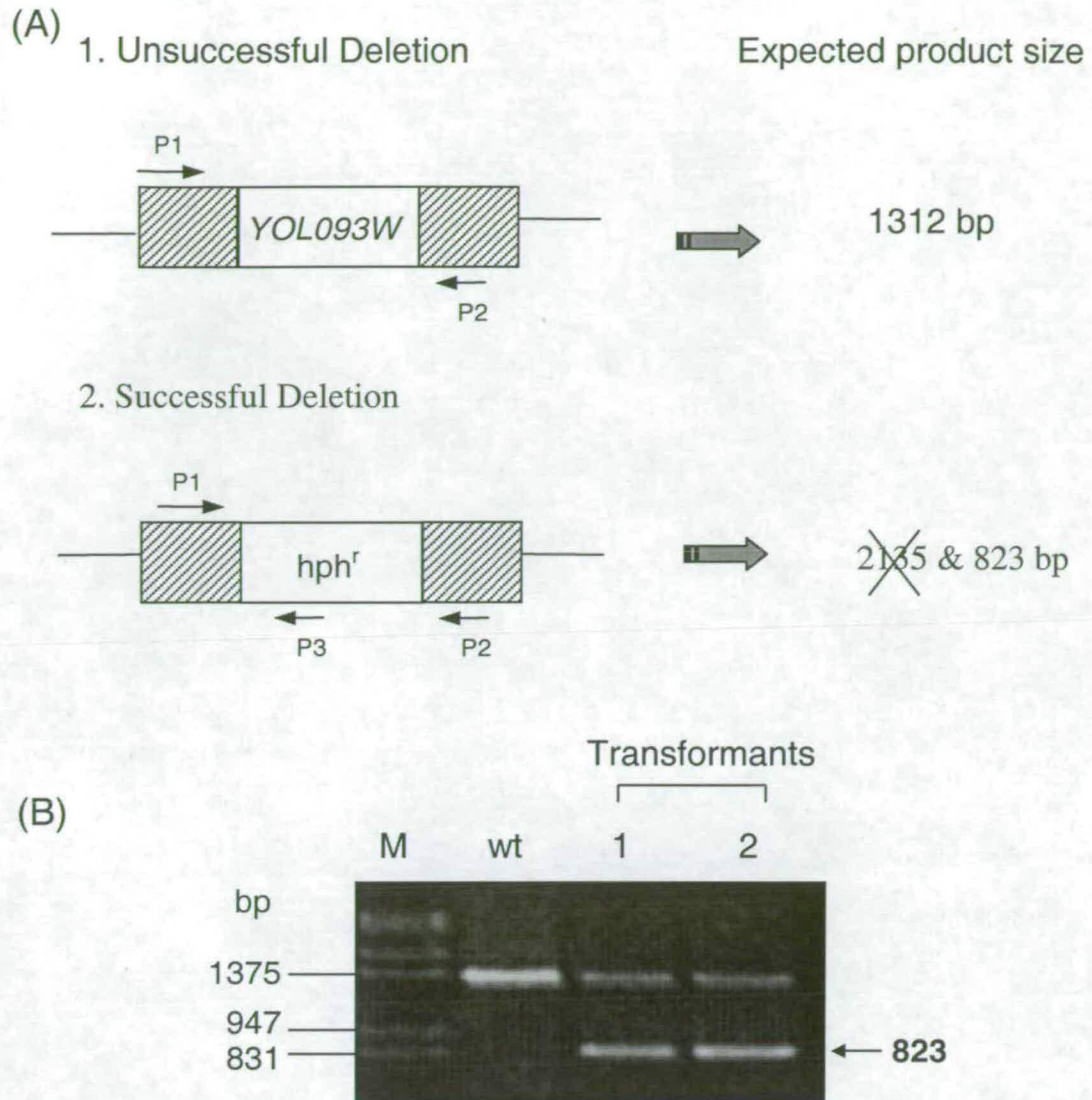 (A)
1. Unsuccessful Deletion
Expected product size
P1
YOL093W
1312 bp
P2
2. Successful Deletion
P1
hphʳ
2135 & 823 bp
P3
P2
Transformants
(B)
M wt 1 2
bp
1375
947
831
823